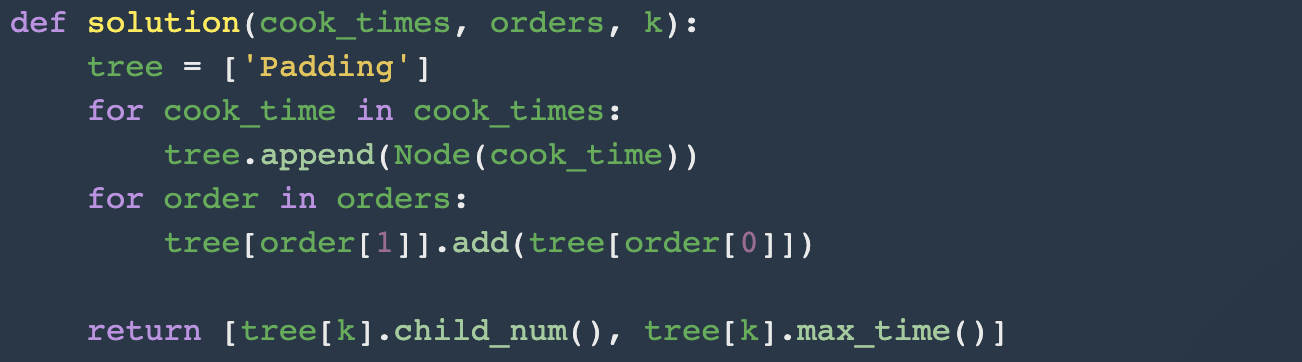 def solution(cook_times, orders, k):
    tree = ['Padding']
    for cook_time in cook_times:
        tree.append(Node(cook_time))
    for order in orders:
        tree[order[1]].add(tree[order[0]])

    return [tree[k].child_num(), tree[k].max_time()]